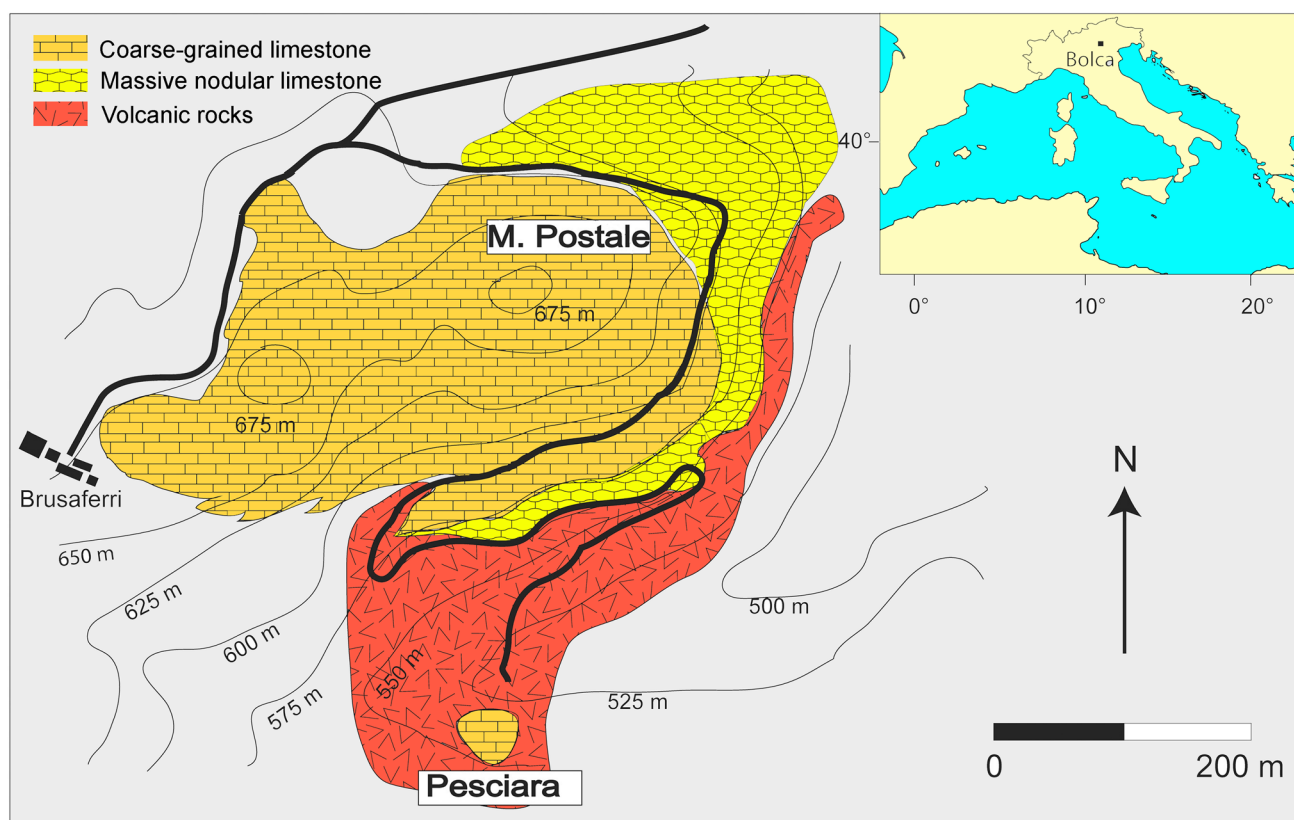 Coarse-grained limestone
Massive nodular limestone
Volcanic rocks
Bolca
40°
0°
10°
20°
M. Postale
675 m
675 m
Brusaferri
650 m
625 m
600 m
575 m
550 m
525 m
500 m
N
0
200 m
Pesciara